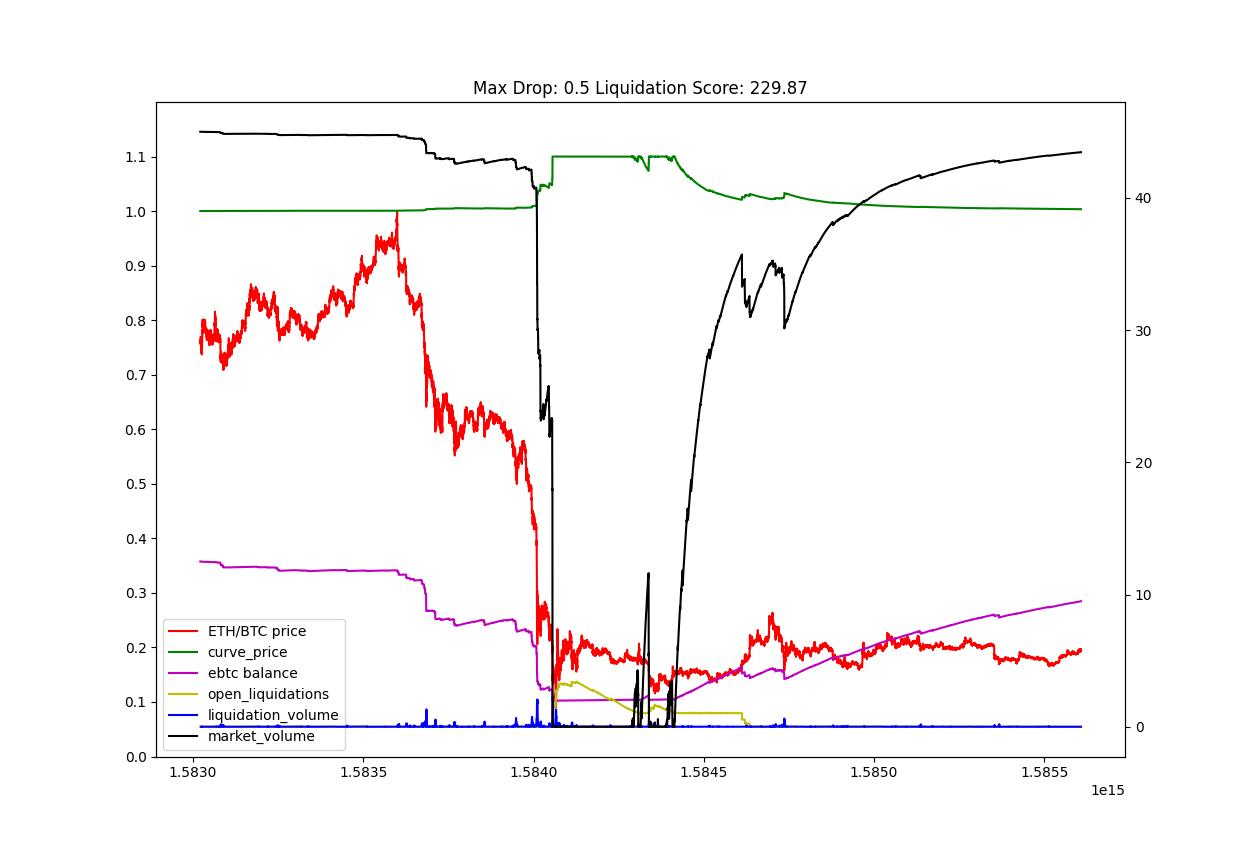 Max Drop: 0.5 Liquidation Score: 229.87
1.1
1.0
0.9
0.8
0.7
0.6
0.5
0.4
0.3
0.2
0.1
0.0
40
30
20
10
0
ETH/BTC price
curve_price
ebtc balance
open_liquidations
liquidation_volume
market_volume
1.5830 1.5835 1.5840 1.5845 1.5850 1.5855
1e15